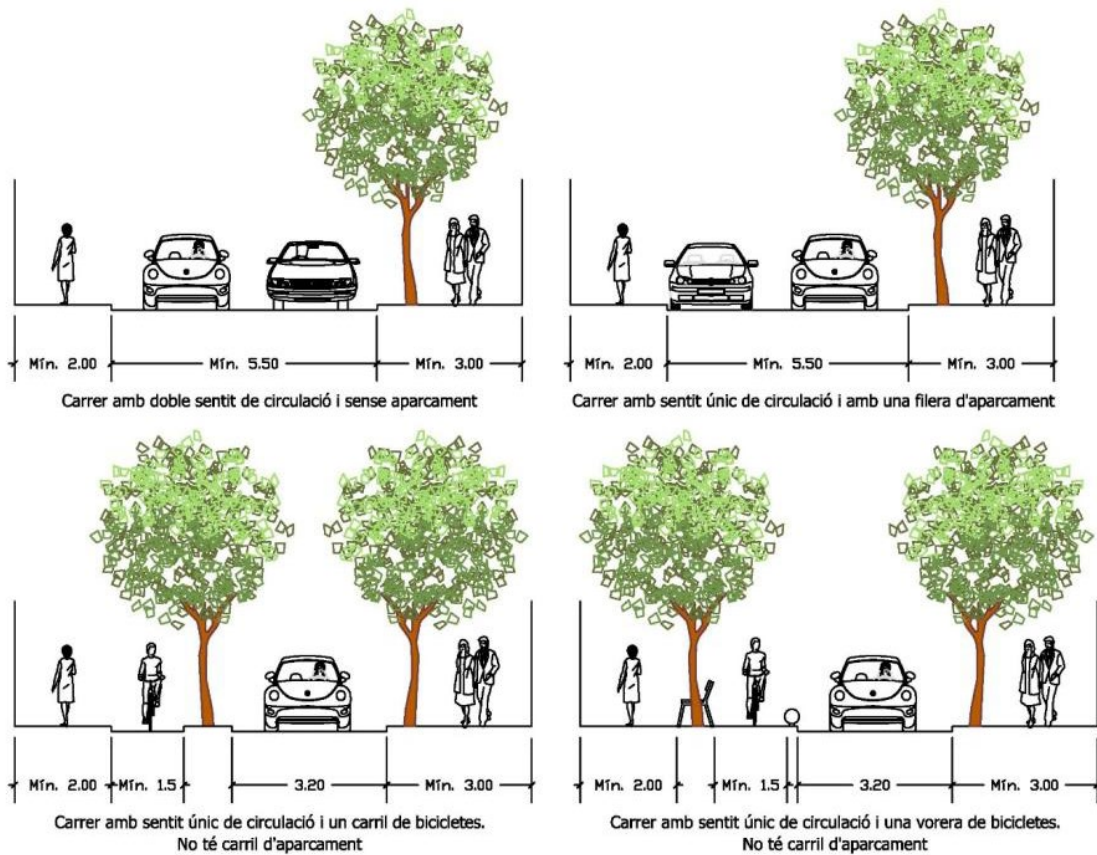 Mín. 2.00 Mín. 5.50 Mín. 3.00
Carrer amb doble sentit de circulació i sense aparcament
Mín. 2.00 Mín. 5.50 Mín. 3.00
Carrer amb sentit únic de circulació i amb una filera d'aparcament
Mín. 2.00 Mín. 1.5 3.20 Mín. 3.00
Carrer amb sentit únic de circulació i un carril de bicicletes.
No té carril d'aparcament
Mín. 2.00 Mín. 1.5 3.20 Mín. 3.00
Carrer amb sentit únic de circulació i una vorera de bicicletes.
No té carril d'aparcament